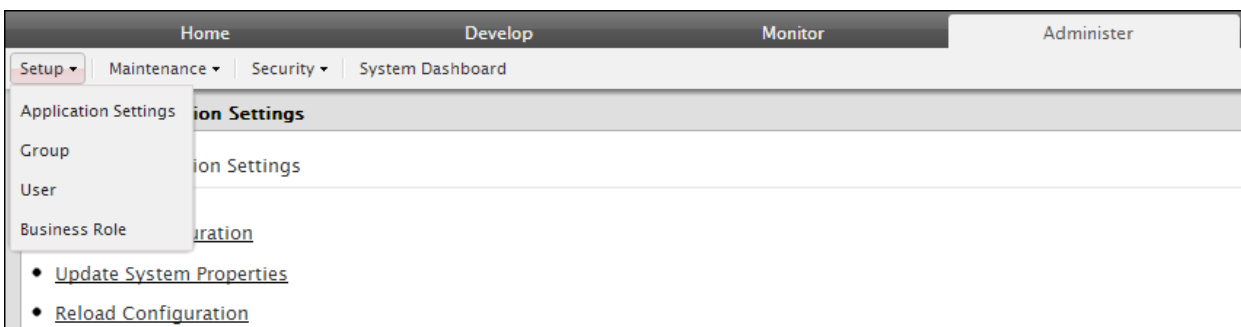 Home Develop Monitor Administer
Setup Maintenance Security System Dashboard
Application Settings
ion Settings
Group
ion Settings
User
Business Role
uration
Update System Properties
Reload Configuration